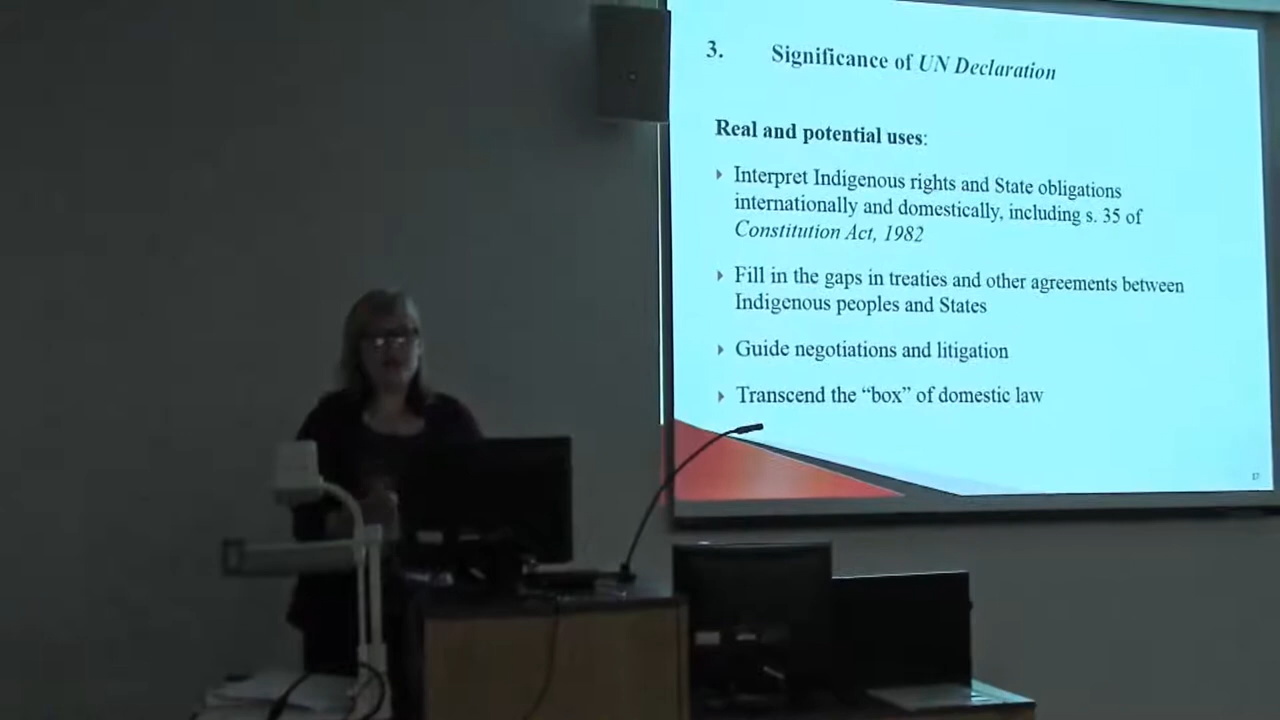 3. Significance of UN Declaration
Real and potential uses:
Interpret Indigenous rights and State obligations
internationally and domestically, including s. 35 of
Constitution Act, 1982
Fill in the gaps in treaties and other agreements between
Indigenous peoples and States
Guide negotiations and litigation
Transcend the “box” of domestic law